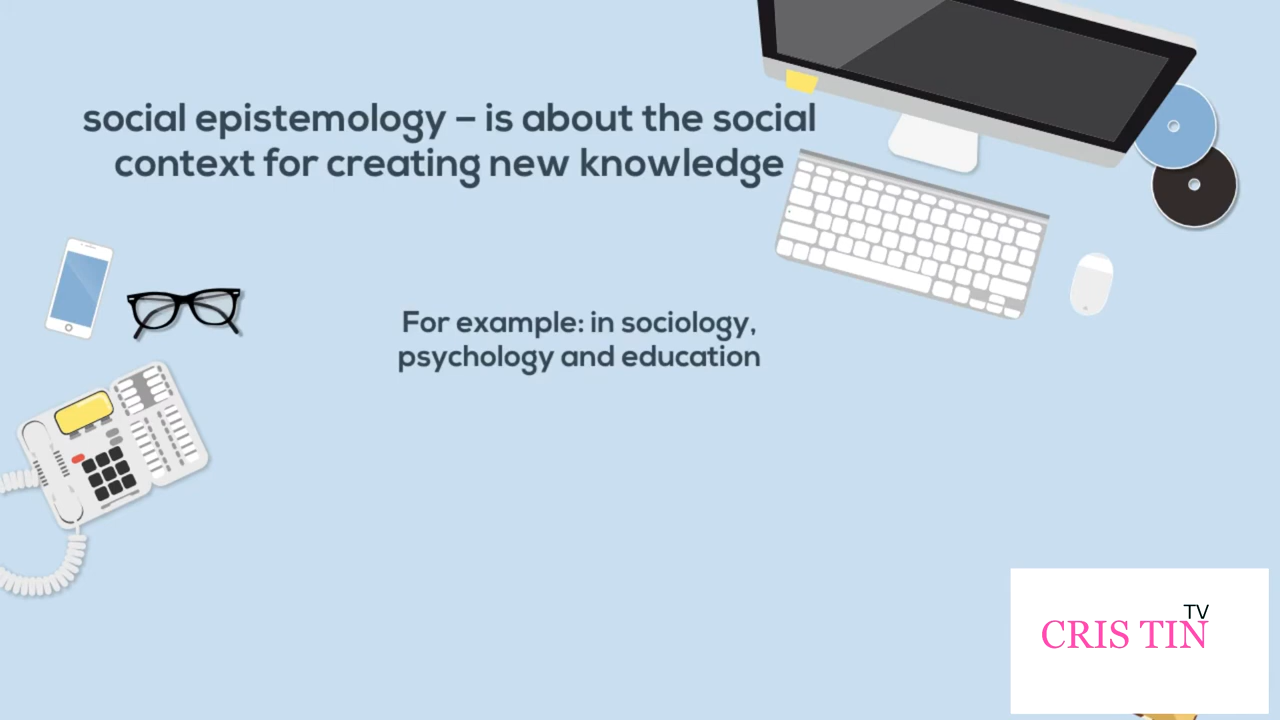 social epistemology – is about the social
context for creating new knowledge
For example: in sociology,
psychology and education
TV
CRIS TIN